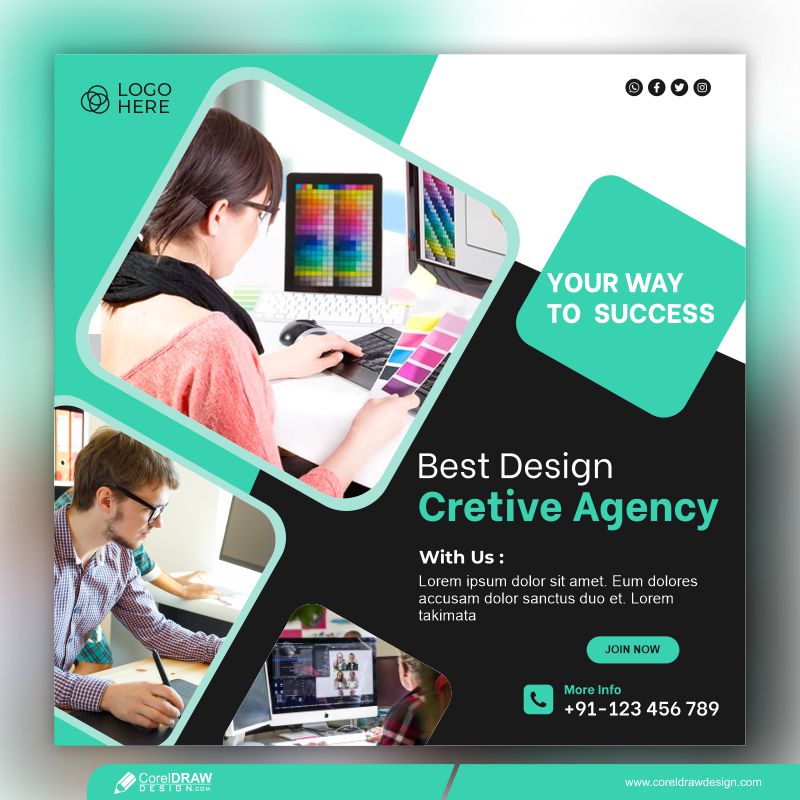 LOGO
HERE
YOUR WAY
TO SUCCESS
Best Design
Cretive Agency
With Us :
Lorem ipsum dolor sit amet. Eum dolores
accusam dolor sanctus duo et. Lorem
takimata
JOIN NOW
More Info
+91-123 456 789
CorelDRAW
DESIGN.COM
www.coreldrawdesign.com